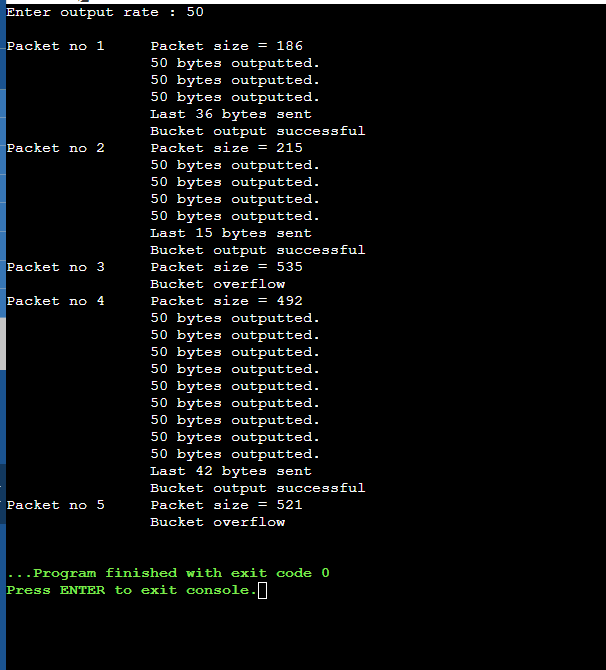 Enter output rate : 50
Packet no 1 Packet size = 186
50 bytes outputted.
50 bytes outputted.
50 bytes outputted.
Last 36 bytes sent
Bucket output successful
Packet no 2 Packet size = 215
50 bytes outputted.
50 bytes outputted.
50 bytes outputted.
50 bytes outputted.
Last 15 bytes sent
Bucket output successful
Packet no 3 Packet size = 535
Bucket overflow
Packet no 4 Packet size = 492
50 bytes outputted.
50 bytes outputted.
50 bytes outputted.
50 bytes outputted.
50 bytes outputted.
50 bytes outputted.
50 bytes outputted.
50 bytes outputted.
50 bytes outputted.
Last 42 bytes sent
Bucket output successful
Packet no 5 Packet size = 521
Bucket overflow
...Program finished with exit code 0
Press ENTER to exit console.